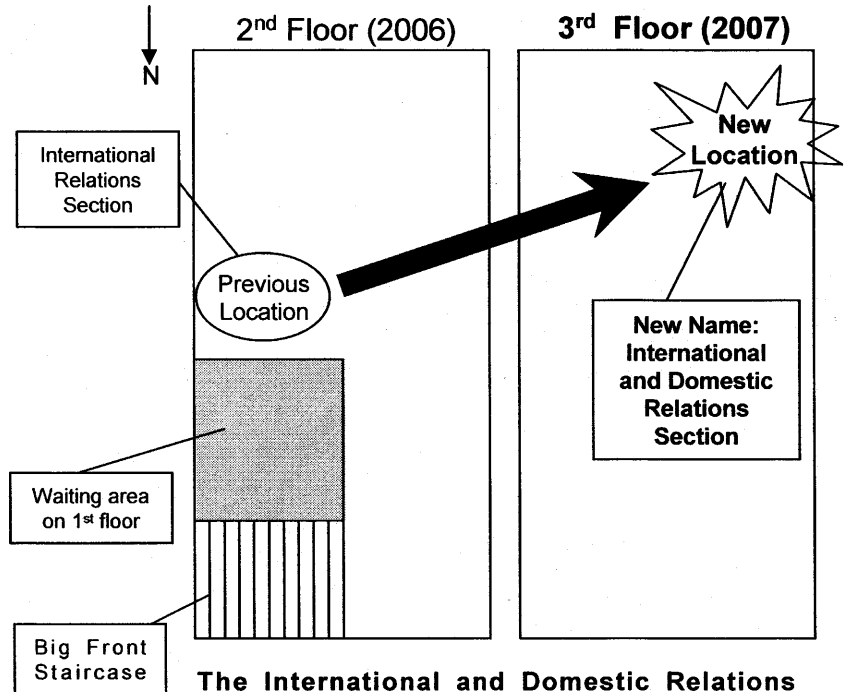 2nd Floor (2006)
3rd Floor (2007)
N
New
Location
International
Relations
Section
Previous
Location
New Name:
International
and Domestic
Relations
Section
Waiting area
on 1st floor
Big Front
Staircase
The International and Domestic Relations